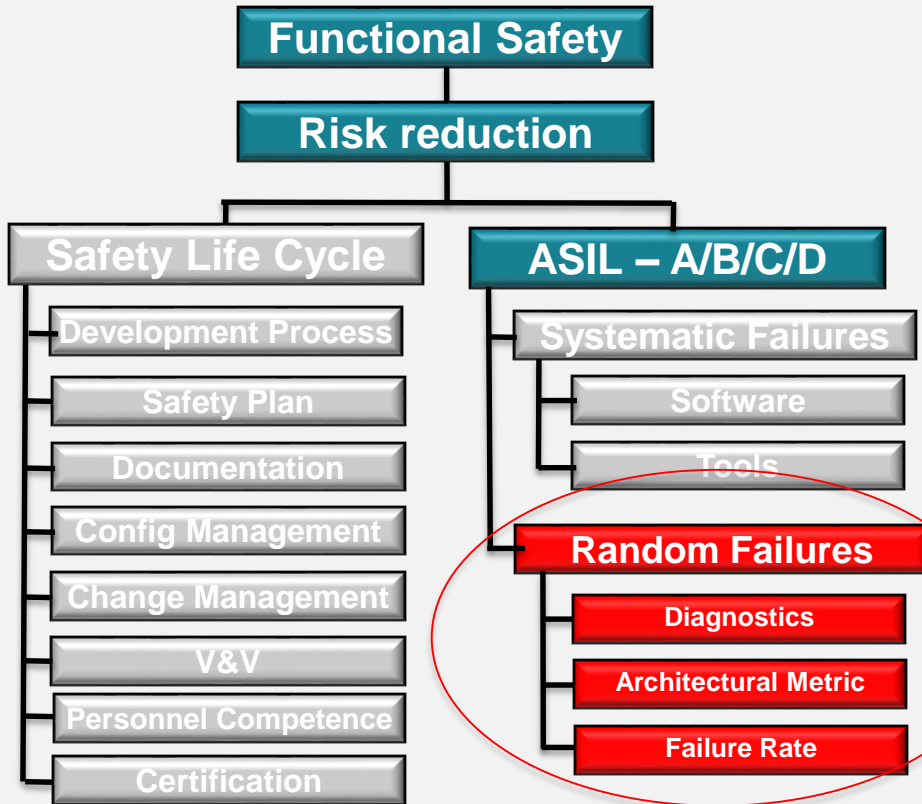 Functional Safety
Risk reduction
Safety Life Cycle
Development Process
Safety Plan
Documentation
Config Management
Change Management
V&V
Personnel Competence
Certification
ASIL – A/B/C/D
Systematic Failures
Software
Tools
Random Failures
Diagnostics
Architectural Metric
Failure Rate